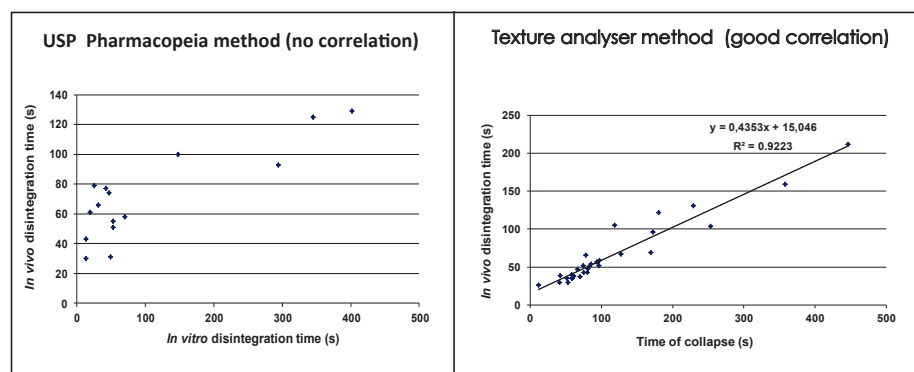 USP Pharmacopeia method (no correlation)
In vivo disintegration time (s)
140
120
100
80
60
40
20
0
0 100 200 300 400 500
In vitro disintegration time (s)
Texture analyser method (good correlation)
In vivo disintegration time (s)
250
200
150
100
50
0
y = 0,4353x + 15,046
R² = 0.9223
0 100 200 300 400 500
Time of collapse (s)